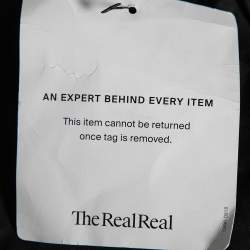 AN EXPERT BEHIND EVERY ITEM
This item cannot be returned
once tag is removed.
TheRealReal